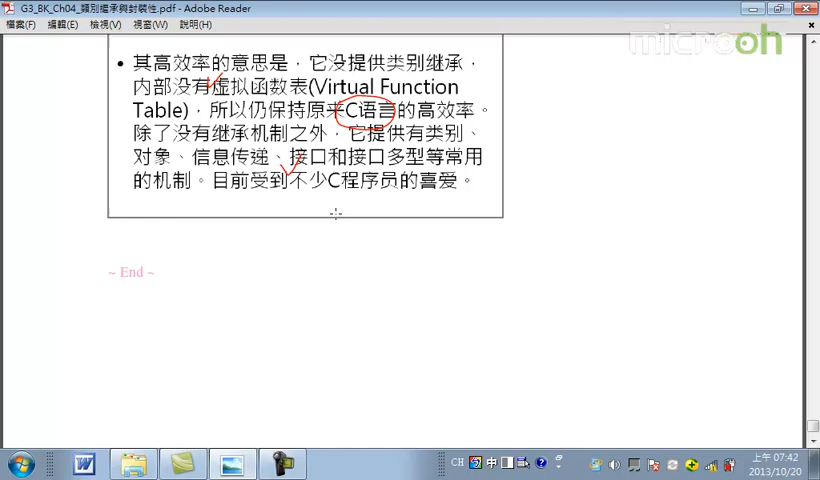 G3_BK_Ch04_類別繼承與封裝性.pdf - Adobe Reader
檔案(F) 編輯(E) 檢視(V) 視窗(W) 說明(H)
microoh
• 其高效率的意思是，它没提供类别继承，
内部没有虚拟函数表(Virtual Function
Table)，所以仍保持原来C语言的高效率。
除了没有继承机制之外，它提供有类别、
对象、信息传递、接口和接口多型等常用
的机制。目前受到不少C程序员的喜爱。
~ End ~
CH 中
上午 07:42
2013/10/20